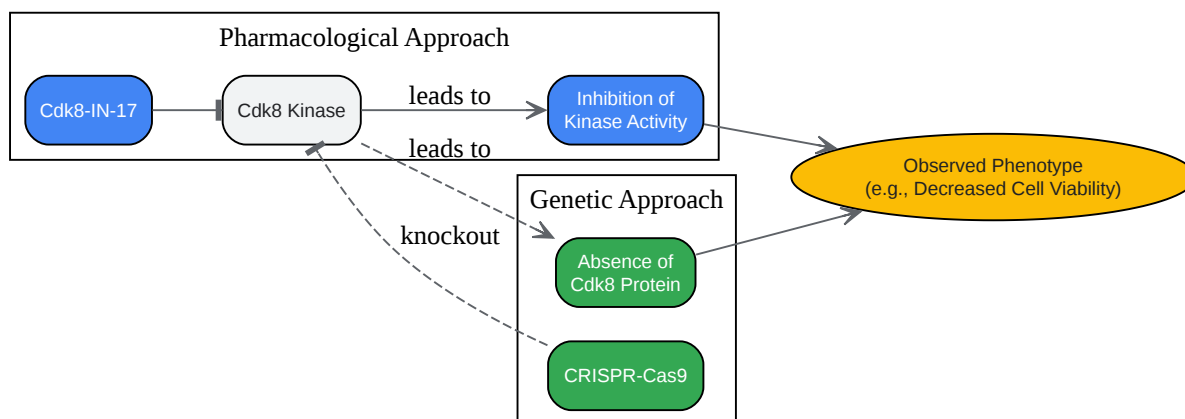 Pharmacological Approach
Cdk8-IN-17
Cdk8 Kinase
leads to
Inhibition of
Kinase Activity
leads to
Observed Phenotype
(e.g., Decreased Cell Viability)
Genetic Approach
knockout
Absence of
Cdk8 Protein
CRISPR-Cas9